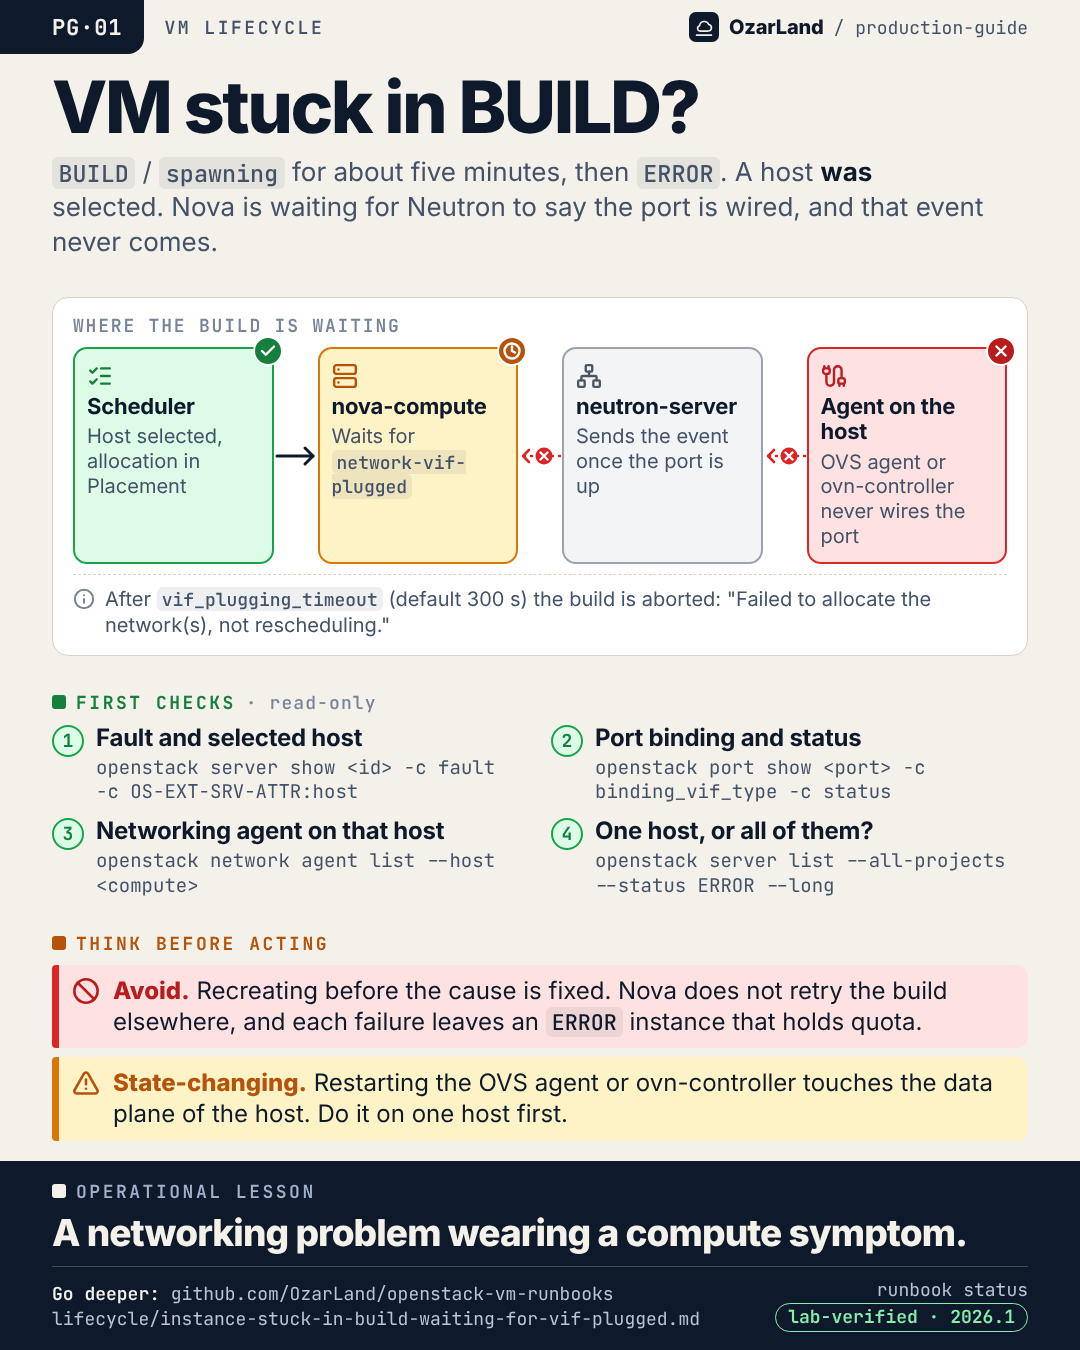 PG·01 VM LIFECYCLE OzarLand / production-guide
VM stuck in BUILD?
BUILD / spawning for about five minutes, then ERROR. A host was
selected. Nova is waiting for Neutron to say the port is wired, and that event
never comes.
WHERE THE BUILD IS WAITING
Scheduler
Host selected,
allocation in
Placement
nova-compute
Waits for
network-vif-
plugged
neutron-server
Sends the event
once the port is
up
Agent on the
host
OVS agent or
ovn-controller
never wires the
port
After vif_plugging_timeout (default 300 s) the build is aborted: "Failed to allocate the
network(s), not rescheduling."
FIRST CHECKS · read-only
1 Fault and selected host
openstack server show <id> -c fault
-c OS-EXT-SRV-ATTR:host
2 Port binding and status
openstack port show <port> -c
binding_vif_type -c status
3 Networking agent on that host
openstack network agent list --host
<compute>
4 One host, or all of them?
openstack server list --all-projects
--status ERROR --long
THINK BEFORE ACTING
Avoid. Recreating before the cause is fixed. Nova does not retry the build
elsewhere, and each failure leaves an ERROR instance that holds quota.
State-changing. Restarting the OVS agent or ovn-controller touches the data
plane of the host. Do it on one host first.
OPERATIONAL LESSON
A networking problem wearing a compute symptom.
Go deeper: github.com/OzarLand/openstack-vm-runbooks
lifecycle/instance-stuck-in-build-waiting-for-vif-plugged.md
runbook status
lab-verified · 2026.1